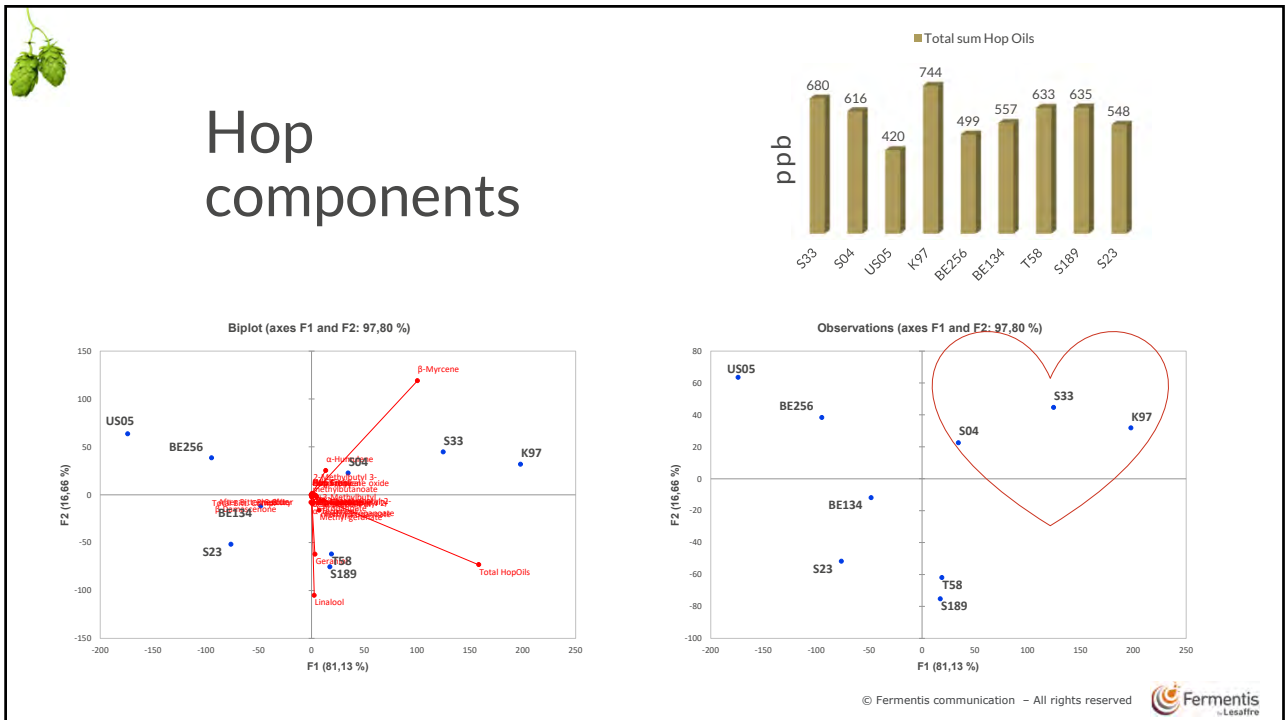 Hop
components
Total sum Hop Oils
ppb
680
616
420
744
499
557
633
635
548
S33
S04
US05
K97
BE256
BE134
T58
S189
S23
Biplot (axes F1 and F2: 97,80 %)
150
100
50
0
-50
-100
-150
-200
-150
-100
-50
0
50
100
150
200
250
F2 (16,66 %)
F1 (81,13 %)
β-Myrcene
US05
BE256
S33
K97
S04
2-Methylbutyl 3-
methylbutanoate
BE134
S23
T58
S189
Linalool
Total HopOils
Observations (axes F1 and F2: 97,80 %)
80
60
40
20
0
-20
-40
-60
-80
-100
-200
-150
-100
-50
0
50
100
150
200
250
F2 (16,66 %)
F1 (81,13 %)
US05
BE256
S33
K97
S04
BE134
S23
T58
S189
© Fermentis communication – All rights reserved
Fermentis
by Lesaffre